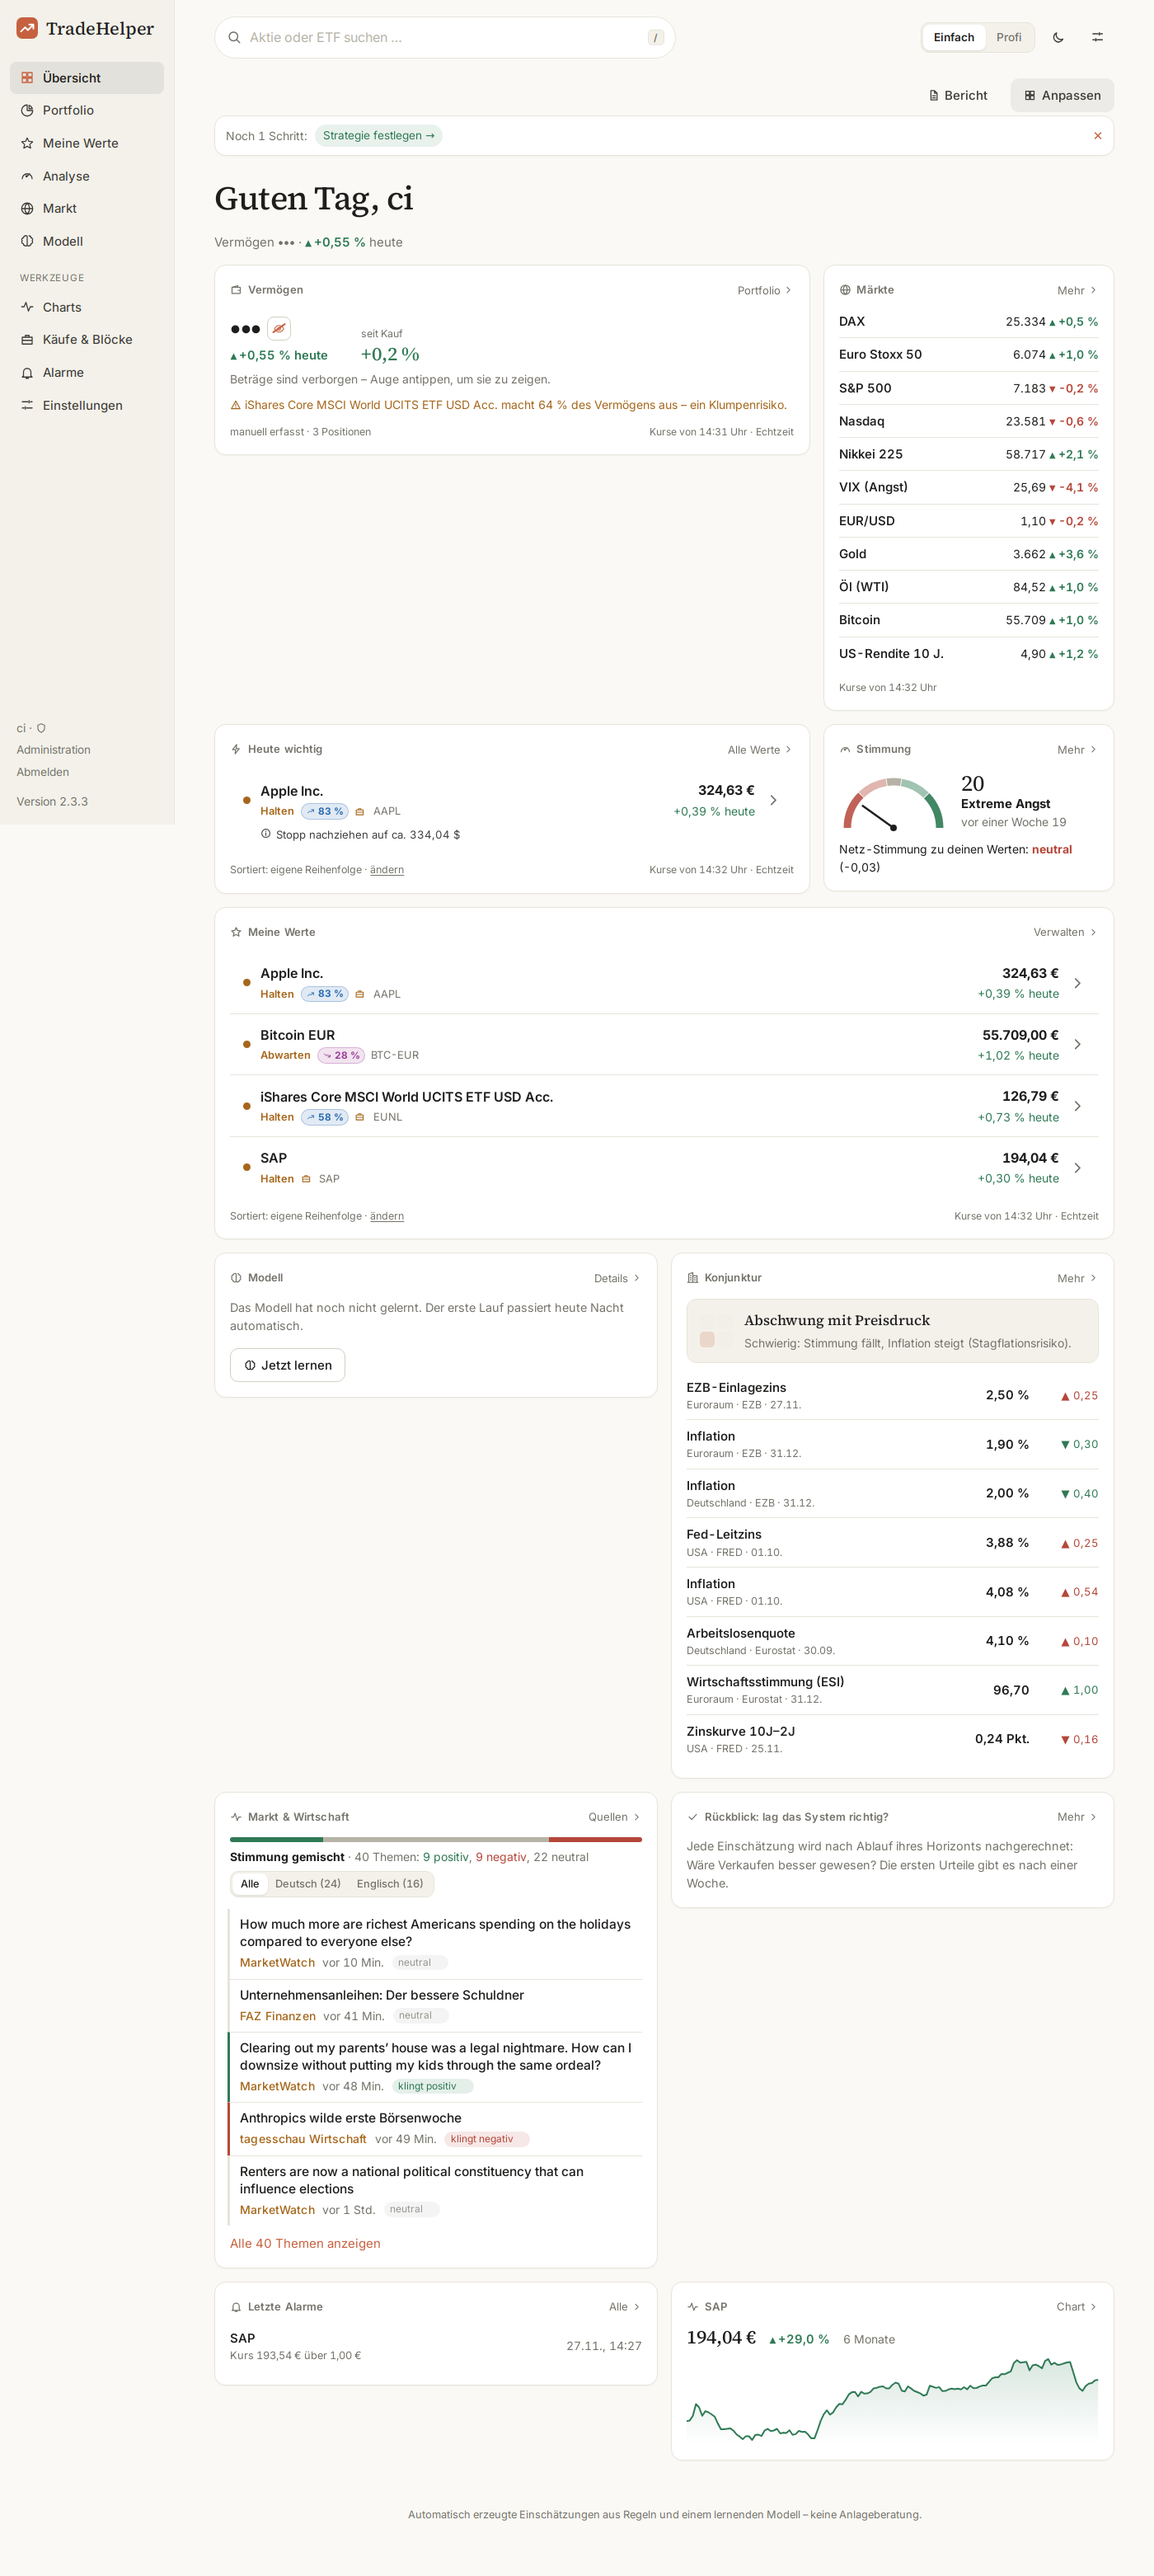 TradeHelper
Aktie oder ETF suchen …
/
Einfach
Profi
Übersicht
Portfolio
Meine Werte
Analyse
Markt
Modell
WERKZEUGE
Charts
Käufe & Blöcke
Alarme
Einstellungen
ci ·
Administration
Abmelden
Version 2.3.3
Bericht
Anpassen
Noch 1 Schritt: Strategie festlegen →
×
Guten Tag, ci
Vermögen ••• · ▲ +0,55 % heute
Vermögen
Portfolio
•••
▲ +0,55 % heute
seit Kauf
+0,2 %
Beträge sind verborgen – Auge antippen, um sie zu zeigen.
iShares Core MSCI World UCITS ETF USD Acc. macht 64 % des Vermögens aus – ein Klumpenrisiko.
manuell erfasst · 3 Positionen
Kurse von 14:31 Uhr · Echtzeit
Märkte
Mehr
DAX 25.334 ▲ +0,5 %
Euro Stoxx 50 6.074 ▲ +1,0 %
S&P 500 7.183 ▼ -0,2 %
Nasdaq 23.581 ▼ -0,6 %
Nikkei 225 58.717 ▲ +2,1 %
VIX (Angst) 25,69 ▼ -4,1 %
EUR/USD 1,10 ▼ -0,2 %
Gold 3.662 ▲ +3,6 %
Öl (WTI) 84,52 ▲ +1,0 %
Bitcoin 55.709 ▲ +1,0 %
US-Rendite 10 J. 4,90 ▲ +1,2 %
Kurse von 14:32 Uhr
Heute wichtig
Alle Werte
Apple Inc. 324,63 €
Halten 83 % AAPL +0,39 % heute
Stopp nachziehen auf ca. 334,04 $
Sortiert: eigene Reihenfolge · ändern
Kurse von 14:32 Uhr · Echtzeit
Stimmung
Mehr
20
Extreme Angst
vor einer Woche 19
Netz-Stimmung zu deinen Werten: neutral
(-0,03)
Meine Werte
Verwalten
Apple Inc. 324,63 €
Halten 83 % AAPL +0,39 % heute
Bitcoin EUR 55.709,00 €
Abwarten 28 % BTC-EUR +1,02 % heute
iShares Core MSCI World UCITS ETF USD Acc. 126,79 €
Halten 58 % EUNL +0,73 % heute
SAP 194,04 €
Halten SAP +0,30 % heute
Sortiert: eigene Reihenfolge · ändern
Kurse von 14:32 Uhr · Echtzeit
Modell
Details
Das Modell hat noch nicht gelernt. Der erste Lauf passiert heute Nacht
automatisch.
Jetzt lernen
Konjunktur
Mehr
Abschwung mit Preisdruck
Schwierig: Stimmung fällt, Inflation steigt (Stagflationsrisiko).
EZB-Einlagezins 2,50 % ▲ 0,25
Euroraum · EZB · 27.11.
Inflation 1,90 % ▼ 0,30
Euroraum · EZB · 31.12.
Inflation 2,00 % ▼ 0,40
Deutschland · EZB · 31.12.
Fed-Leitzins 3,88 % ▲ 0,25
USA · FRED · 01.10.
Inflation 4,08 % ▲ 0,54
USA · FRED · 01.10.
Arbeitslosenquote 4,10 % ▲ 0,10
Deutschland · Eurostat · 30.09.
Wirtschaftsstimmung (ESI) 96,70 ▲ 1,00
Euroraum · Eurostat · 31.12.
Zinskurve 10J–2J 0,24 Pkt. ▼ 0,16
USA · FRED · 25.11.
Markt & Wirtschaft
Quellen
Stimmung gemischt · 40 Themen: 9 positiv, 9 negativ, 22 neutral
Alle Deutsch (24) Englisch (16)
How much more are richest Americans spending on the holidays
compared to everyone else?
MarketWatch vor 10 Min. neutral
Unternehmensanleihen: Der bessere Schuldner
FAZ Finanzen vor 41 Min. neutral
Clearing out my parents’ house was a legal nightmare. How can I
downsize without putting my kids through the same ordeal?
MarketWatch vor 48 Min. klingt positiv
Anthropics wilde erste Börsenwoche
tagesschau Wirtschaft vor 49 Min. klingt negativ
Renters are now a national political constituency that can
influence elections
MarketWatch vor 1 Std. neutral
Alle 40 Themen anzeigen
Rückblick: lag das System richtig?
Mehr
Jede Einschätzung wird nach Ablauf ihres Horizonts nachgerechnet:
Wäre Verkaufen besser gewesen? Die ersten Urteile gibt es nach einer
Woche.
Letzte Alarme
Alle
SAP
Kurs 193,54 € über 1,00 €
27.11., 14:27
SAP
Chart
194,04 € ▲ +29,0 % 6 Monate
Automatisch erzeugte Einschätzungen aus Regeln und einem lernenden Modell – keine Anlageberatung.